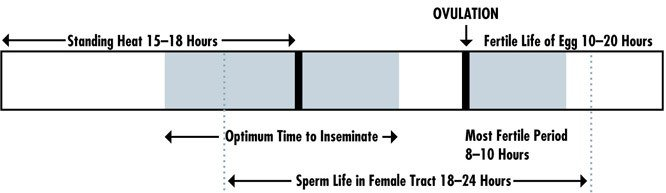 OVULATION
Standing Heat 15–18 Hours
Fertile Life of Egg 10–20 Hours
Optimum Time to Inseminate
Most Fertile Period
8–10 Hours
Sperm Life in Female Tract 18–24 Hours